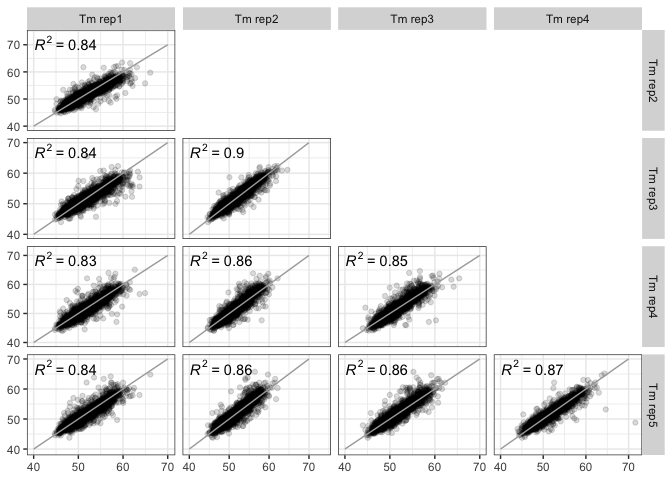 Tm rep1 Tm rep2 Tm rep3 Tm rep4
70 R² = 0.84
60
50
40
Tm rep2
70 R² = 0.84 R² = 0.9
60
50
40
Tm rep3
70 R² = 0.83 R² = 0.86 R² = 0.85
60
50
40
Tm rep4
70 R² = 0.84 R² = 0.86 R² = 0.86 R² = 0.87
60
50
40
Tm rep5
40 50 60 70 40 50 60 70 40 50 60 70 40 50 60 70